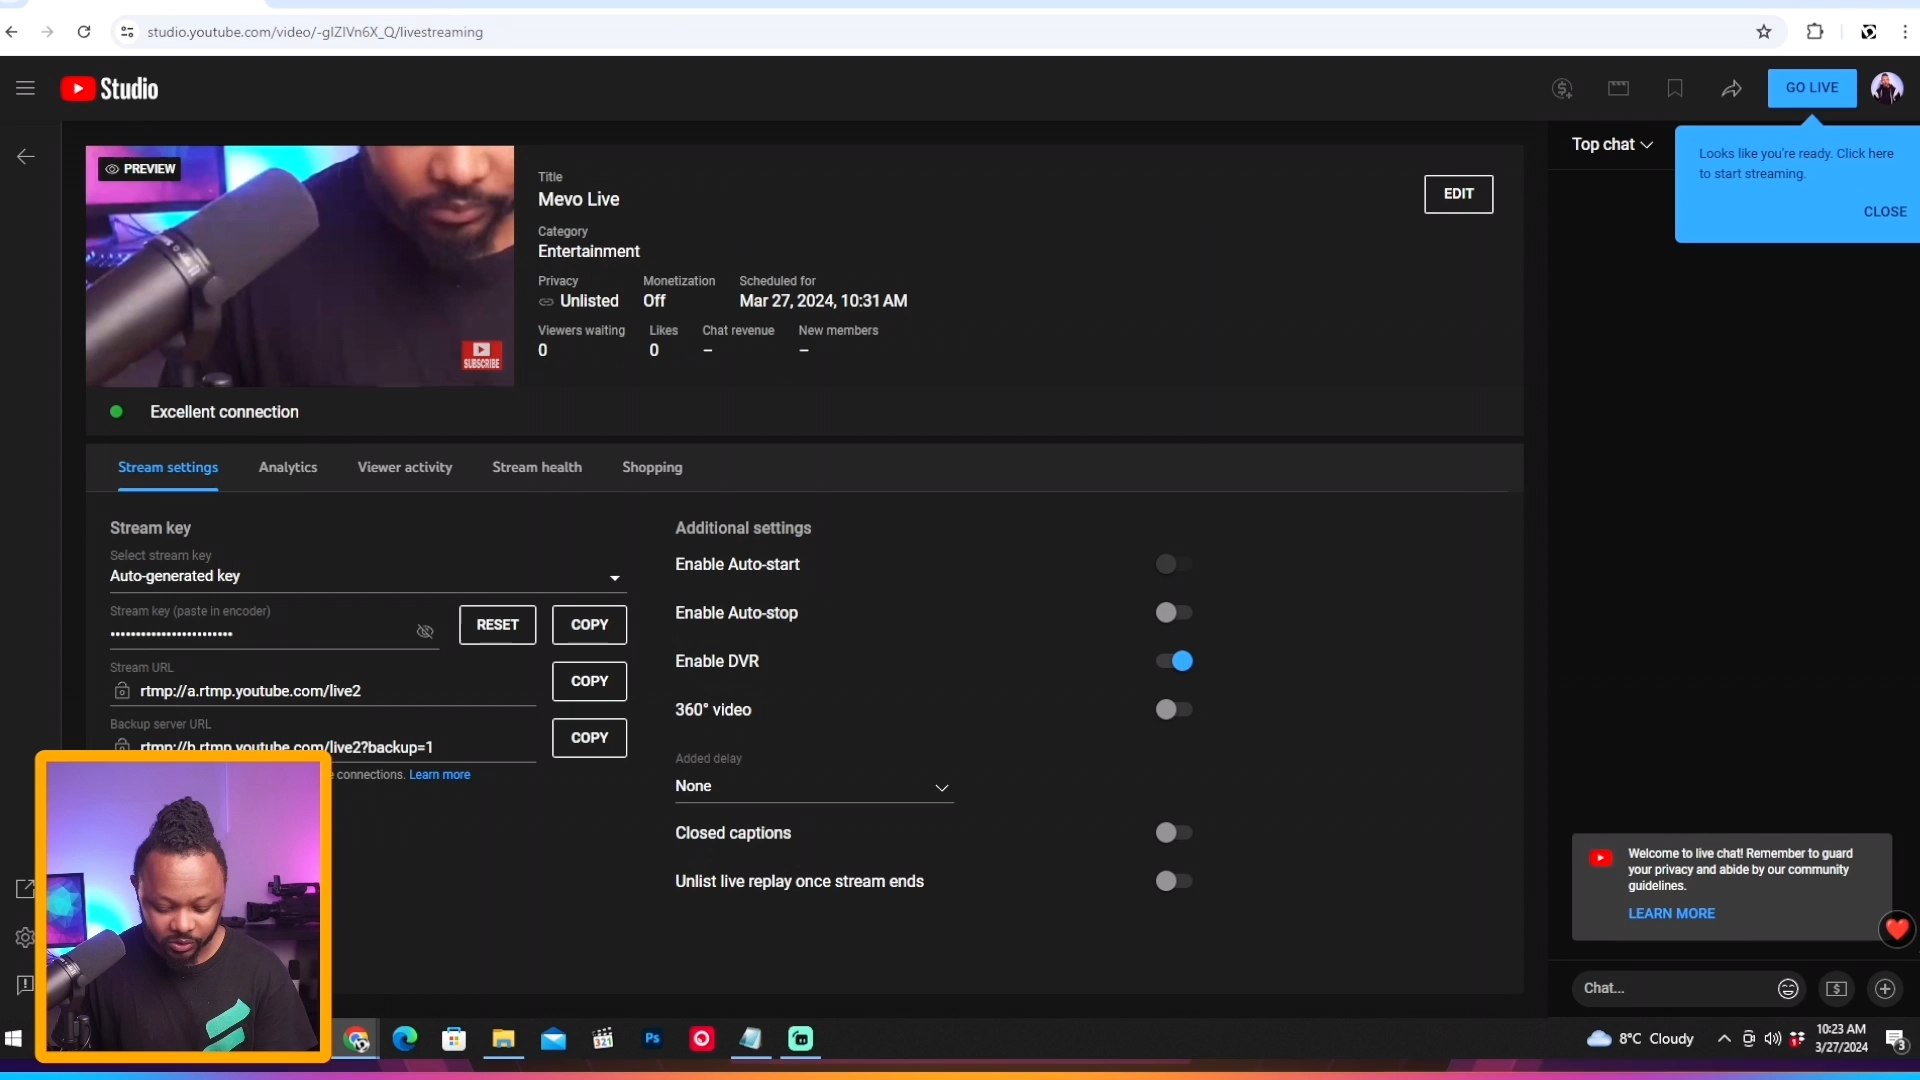 studio.youtube.com/video/-gIZIVn6X_Q/livestreaming
Studio
GO LIVE
PREVIEW
SUBSCRIBE
Title
Mevo Live
EDIT
Category
Entertainment
Privacy Monetization Scheduled for
Unlisted Off Mar 27, 2024, 10:31 AM
Viewers waiting Likes Chat revenue New members
0 0 – –
Top chat
Looks like you're ready. Click here
to start streaming.
CLOSE
Excellent connection
Stream settings Analytics Viewer activity Stream health Shopping
Stream key
Select stream key
Auto-generated key
Stream key (paste in encoder)
••••••••••••••••••••••••
RESET COPY
Stream URL
rtmp://a.rtmp.youtube.com/live2
COPY
Backup server URL
rtmp://b.rtmp.youtube.com/live2?backup=1
COPY
connections. Learn more
Additional settings
Enable Auto-start
Enable Auto-stop
Enable DVR
360° video
Added delay
None
Closed captions
Unlist live replay once stream ends
Welcome to live chat! Remember to guard
your privacy and abide by our community
guidelines.
LEARN MORE
Chat...
321
Ps
8°C Cloudy
10:23 AM
3/27/2024
3